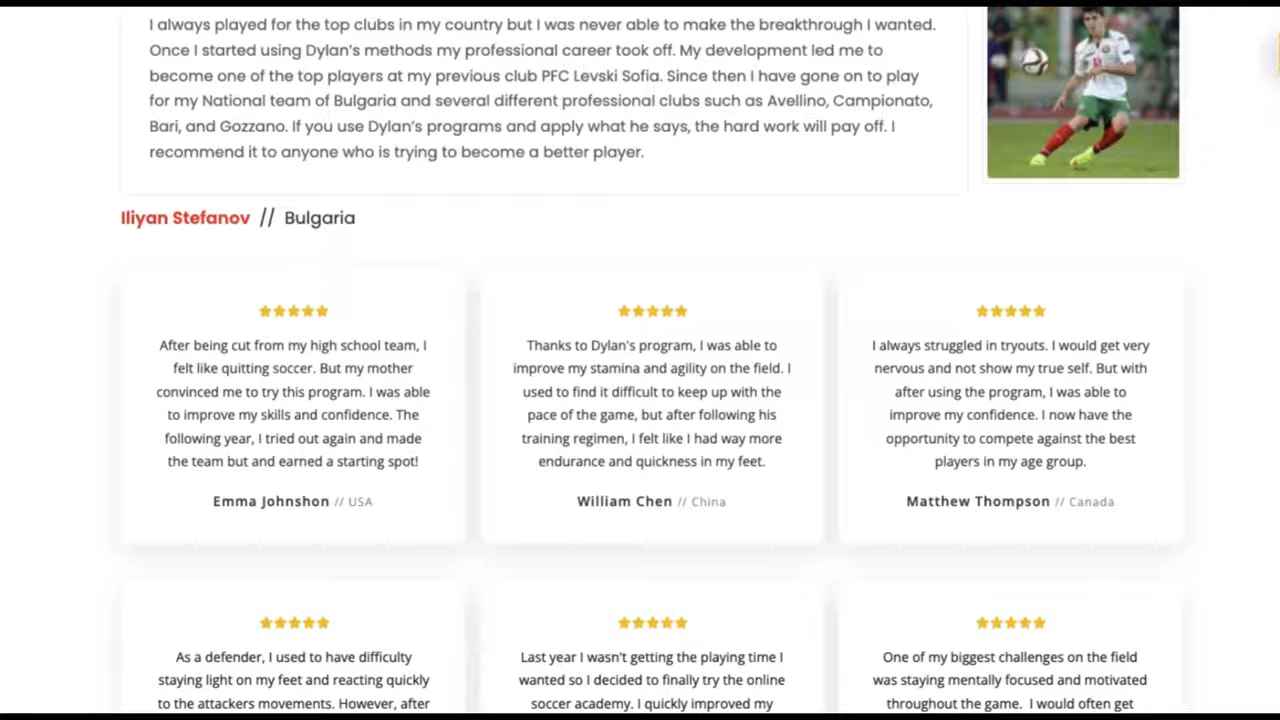 I always played for the top clubs in my country but I was never able to make the breakthrough I wanted.
Once I started using Dylan's methods my professional career took off. My development led me to
become one of the top players at my previous club PFC Levski Sofia. Since then I have gone on to play
for my National team of Bulgaria and several different professional clubs such as Avellino, Campionato,
Bari, and Gozzano. If you use Dylan's programs and apply what he says, the hard work will pay off. I
recommend it to anyone who is trying to become a better player.
Iliyan Stefanov // Bulgaria
After being cut from my high school team, I
felt like quitting soccer. But my mother
convinced me to try this program. I was able
to improve my skills and confidence. The
following year, I tried out again and made
the team but and earned a starting spot!
Emma Johnshon // USA
Thanks to Dylan's program, I was able to
improve my stamina and agility on the field. I
used to find it difficult to keep up with the
pace of the game, but after following his
training regimen, I felt like I had way more
endurance and quickness in my feet.
William Chen // China
I always struggled in tryouts. I would get very
nervous and not show my true self. But with
after using the program, I was able to
improve my confidence. I now have the
opportunity to compete against the best
players in my age group.
Matthew Thompson // Canada
As a defender, I used to have difficulty
staying light on my feet and reacting quickly
to the attackers movements. However, after
Last year I wasn't getting the playing time I
wanted so I decided to finally try the online
soccer academy. I quickly improved my
One of my biggest challenges on the field
was staying mentally focused and motivated
throughout the game. I would often get